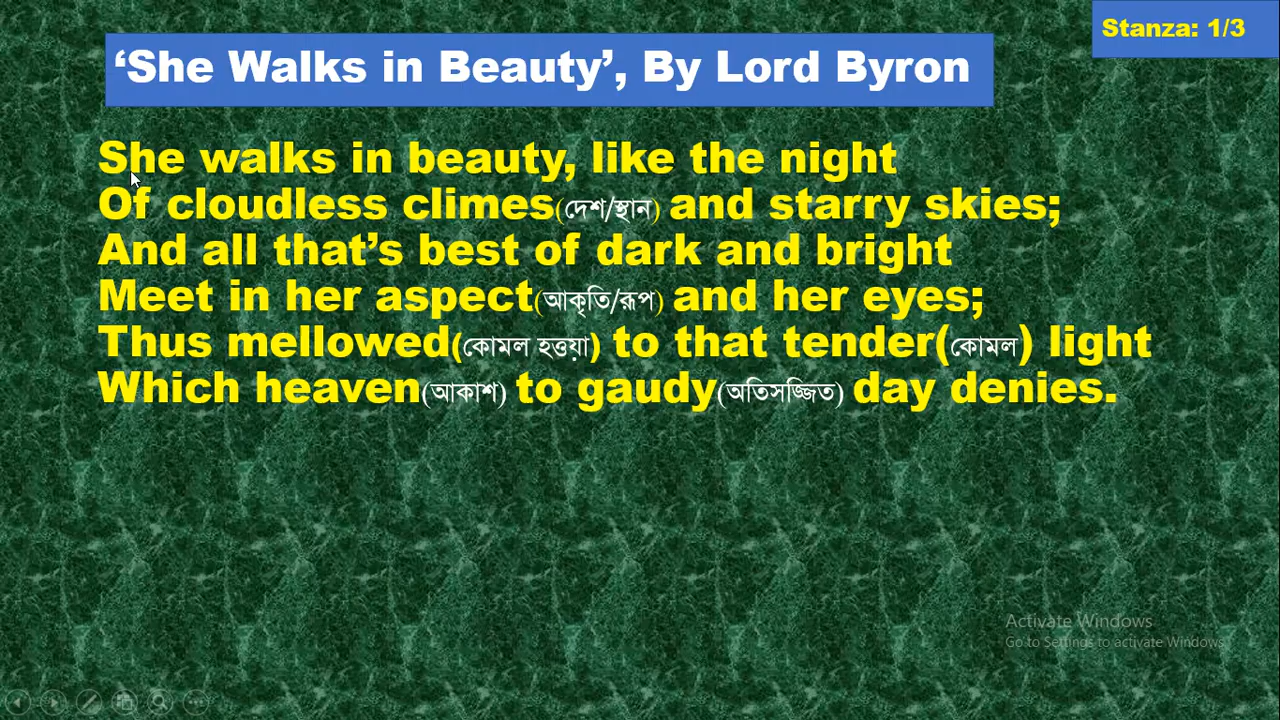 Stanza: 1/3
‘She Walks in Beauty’, By Lord Byron
She walks in beauty, like the night
Of cloudless climes(দেশ/স্থান) and starry skies;
And all that’s best of dark and bright
Meet in her aspect(আকৃতি/রূপ) and her eyes;
Thus mellowed(কোমল হত্তয়া) to that tender(কোমল) light
Which heaven(আকাশ) to gaudy(অতিসজ্জিত) day denies.
Activate Windows
Go to Settings to activate Windows.